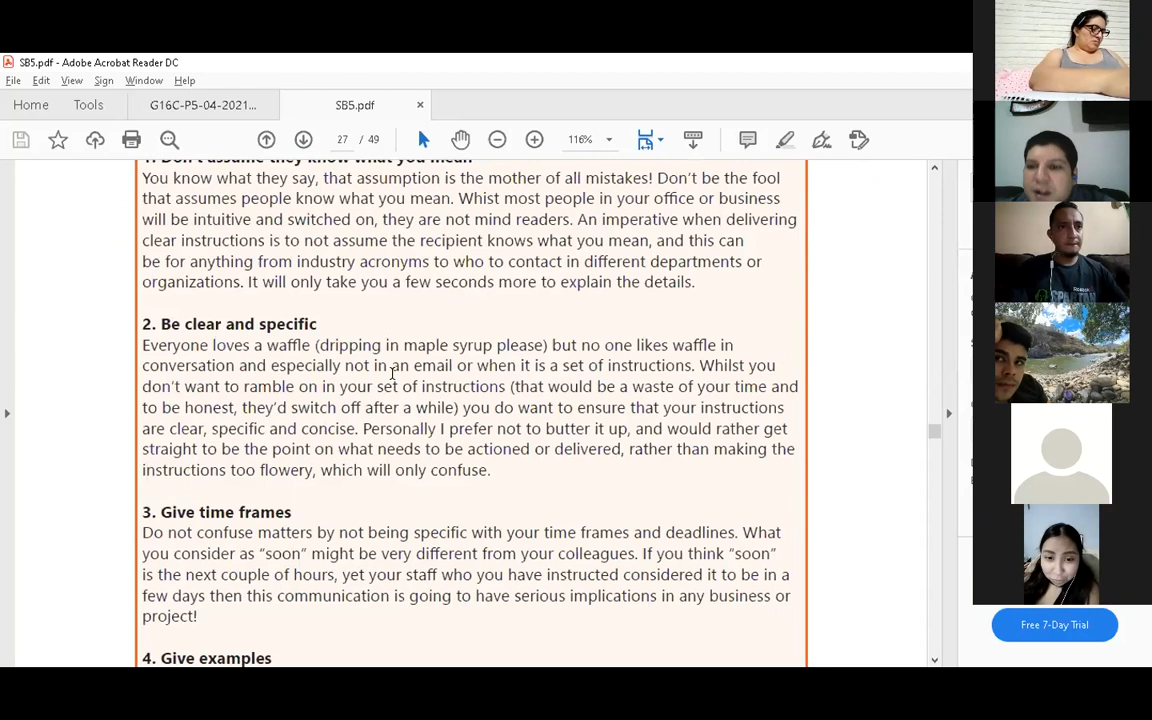 SB5.pdf - Adobe Acrobat Reader DC
File Edit View Sign Window Help
Home Tools G16C-P5-04-2021... SB5.pdf ×
27 / 49 116%
1. Don't assume they know what you mean
You know what they say, that assumption is the mother of all mistakes! Don't be the fool
that assumes people know what you mean. Whist most people in your office or business
will be intuitive and switched on, they are not mind readers. An imperative when delivering
clear instructions is to not assume the recipient knows what you mean, and this can
be for anything from industry acronyms to who to contact in different departments or
organizations. It will only take you a few seconds more to explain the details.
2. Be clear and specific
Everyone loves a waffle (dripping in maple syrup please) but no one likes waffle in
conversation and especially not in an email or when it is a set of instructions. Whilst you
don't want to ramble on in your set of instructions (that would be a waste of your time and
to be honest, they'd switch off after a while) you do want to ensure that your instructions
are clear, specific and concise. Personally I prefer not to butter it up, and would rather get
straight to be the point on what needs to be actioned or delivered, rather than making the
instructions too flowery, which will only confuse.
3. Give time frames
Do not confuse matters by not being specific with your time frames and deadlines. What
you consider as “soon” might be very different from your colleagues. If you think “soon”
is the next couple of hours, yet your staff who you have instructed considered it to be in a
few days then this communication is going to have serious implications in any business or
project!
4. Give examples
Free 7-Day Trial